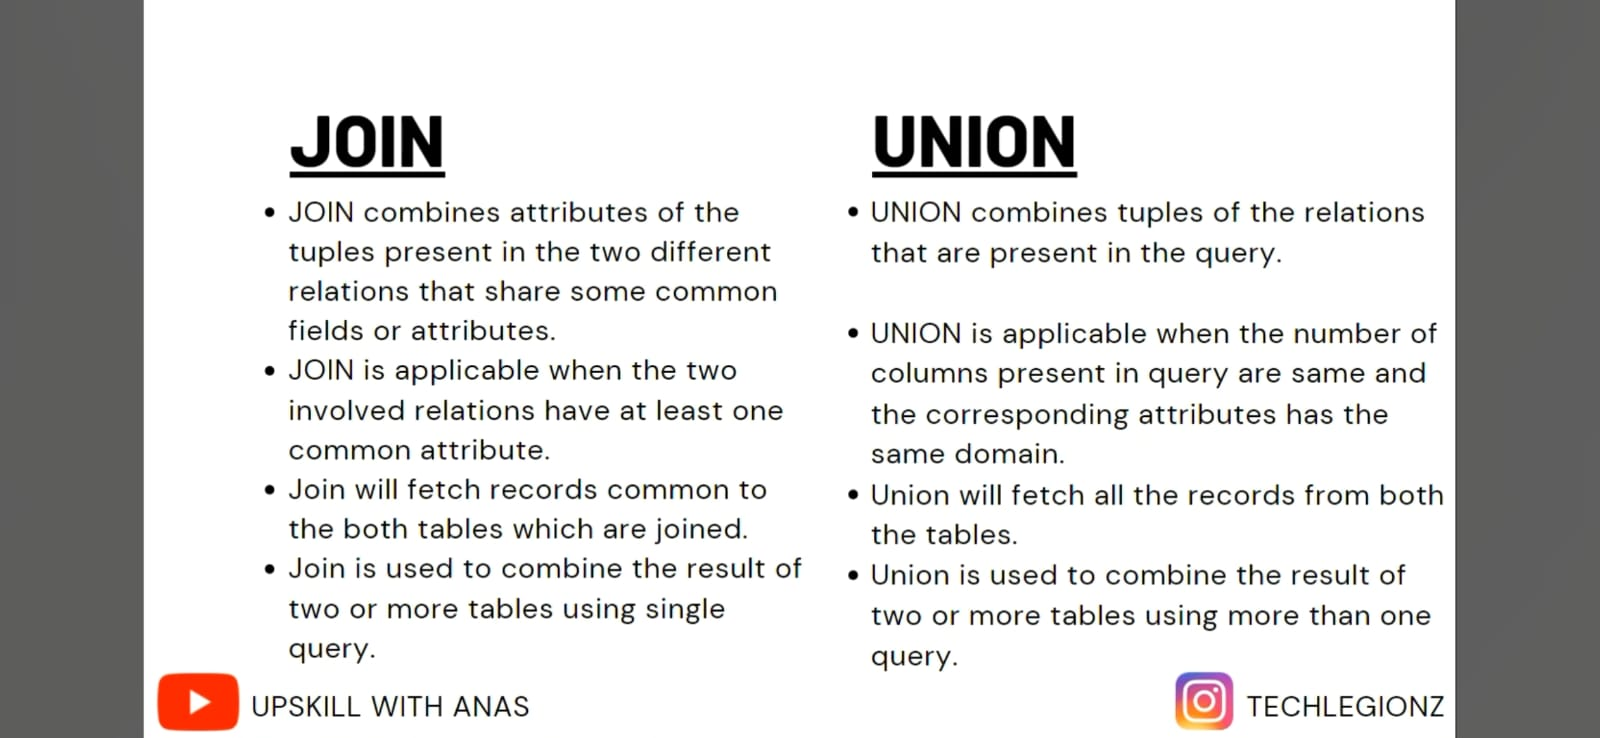 JOIN
JOIN combines attributes of the
tuples present in the two different
relations that share some common
fields or attributes.
JOIN is applicable when the two
involved relations have at least one
common attribute.
Join will fetch records common to
the both tables which are joined.
Join is used to combine the result of
two or more tables using single
query.
UNION
UNION combines tuples of the relations
that are present in the query.
UNION is applicable when the number of
columns present in query are same and
the corresponding attributes has the
same domain.
Union will fetch all the records from both
the tables.
Union is used to combine the result of
two or more tables using more than one
query.
UPSKILL WITH ANAS
TECHLEGIONZ